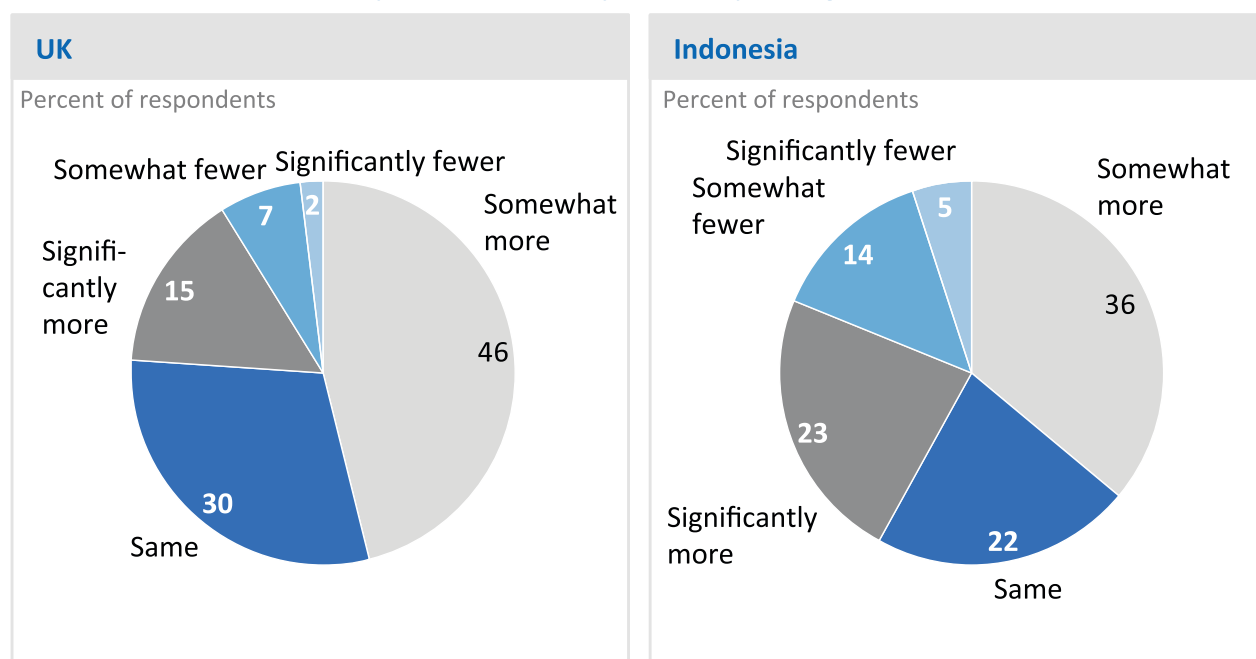 UK
Percent of respondents
Somewhat fewer
Significantly fewer
Somewhat
more
Signifi-
cantly
more
7
2
15
46
30
Same
Indonesia
Percent of respondents
Significantly fewer
Somewhat
fewer
Somewhat
more
5
14
36
23
Significantly
more
22
Same